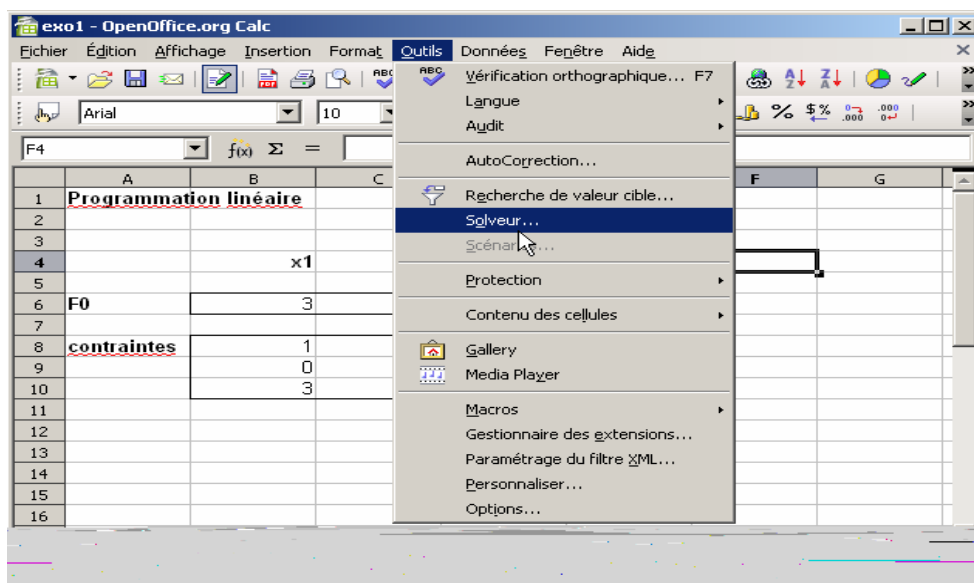 exo1 - OpenOffice.org Calc
Fichier Édition Affichage Insertion Format Outils Données Fenêtre Aide
Arial 10
F4 f(x) Σ =
Vérification orthographique... F7
Langue
Audit
AutoCorrection...
Recherche de valeur cible...
Solveur...
Protection
Contenu des cellules
Gallery
Media Player
Macros
Gestionnaire des extensions...
Paramétrage du filtre XML...
Personnaliser...
Options...
A B C F G
1 Programmation linéaire
2
3
4 x1
5
6 F0 3
7
8 contraintes 1
9 0
10 3
11
12
13
14
15
16